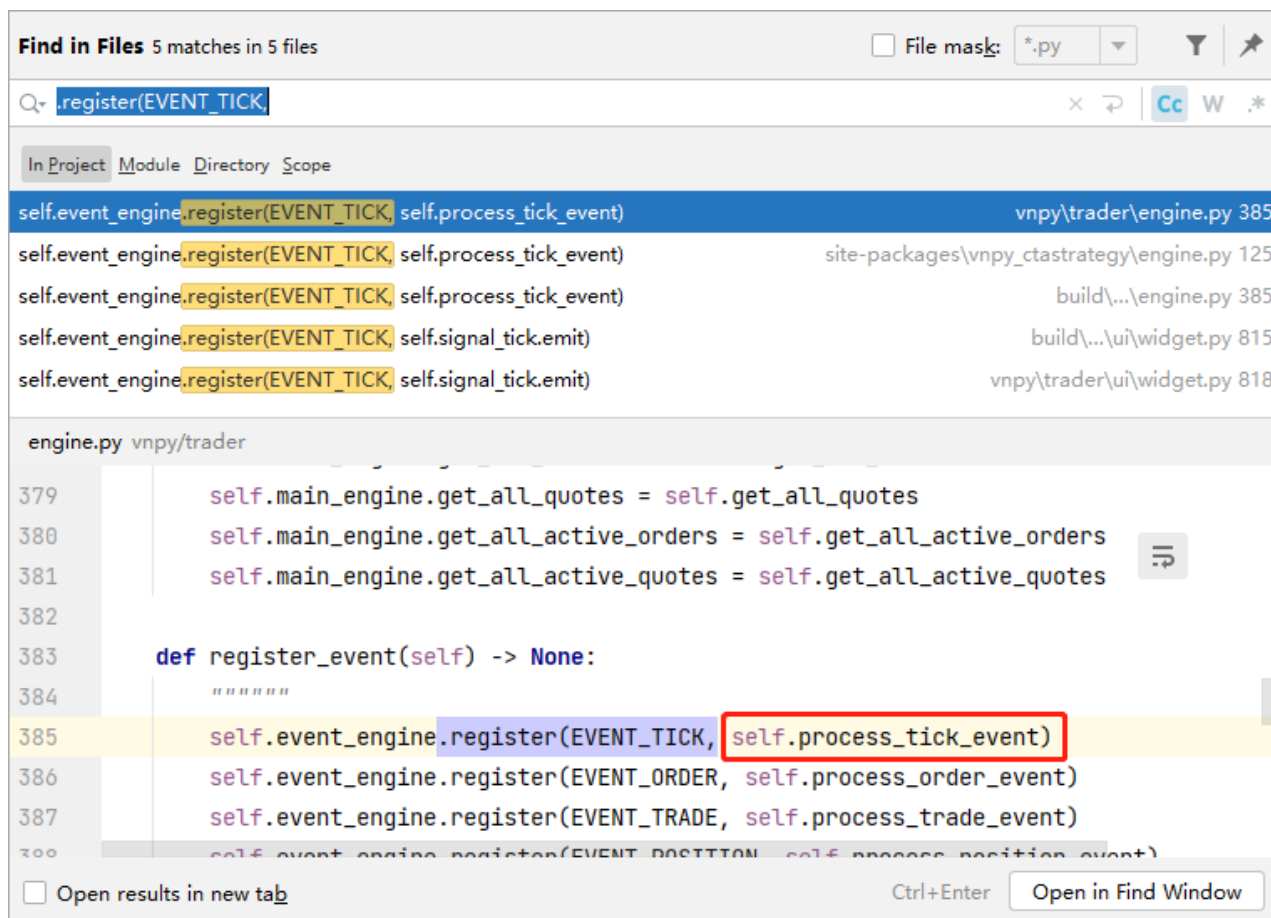 Find in Files 5 matches in 5 files File mask: *.py
.register(EVENT_TICK, Cc W .*
In Project Module Directory Scope
self.event_engine.register(EVENT_TICK, self.process_tick_event) vnpy\trader\engine.py 385
self.event_engine.register(EVENT_TICK, self.process_tick_event) site-packages\vnpy_ctastrategy\engine.py 125
self.event_engine.register(EVENT_TICK, self.process_tick_event) build\...\engine.py 385
self.event_engine.register(EVENT_TICK, self.signal_tick.emit) build\...\ui\widget.py 815
self.event_engine.register(EVENT_TICK, self.signal_tick.emit) vnpy\trader\ui\widget.py 818
engine.py vnpy/trader
379 self.main_engine.get_all_quotes = self.get_all_quotes
380 self.main_engine.get_all_active_orders = self.get_all_active_orders
381 self.main_engine.get_all_active_quotes = self.get_all_active_quotes
382
383 def register_event(self) -> None:
384 """"""
385 self.event_engine.register(EVENT_TICK, self.process_tick_event)
386 self.event_engine.register(EVENT_ORDER, self.process_order_event)
387 self.event_engine.register(EVENT_TRADE, self.process_trade_event)
388 self.event_engine.register(EVENT_POSITION, self.process_position_event)
Open results in new tab Ctrl+Enter Open in Find Window